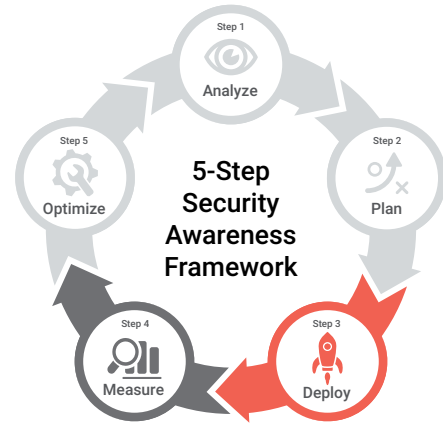 Step 1
Analyze
Step 2
Plan
Step 3
Deploy
Step 4
Measure
Step 5
Optimize
5-Step
Security
Awareness
Framework